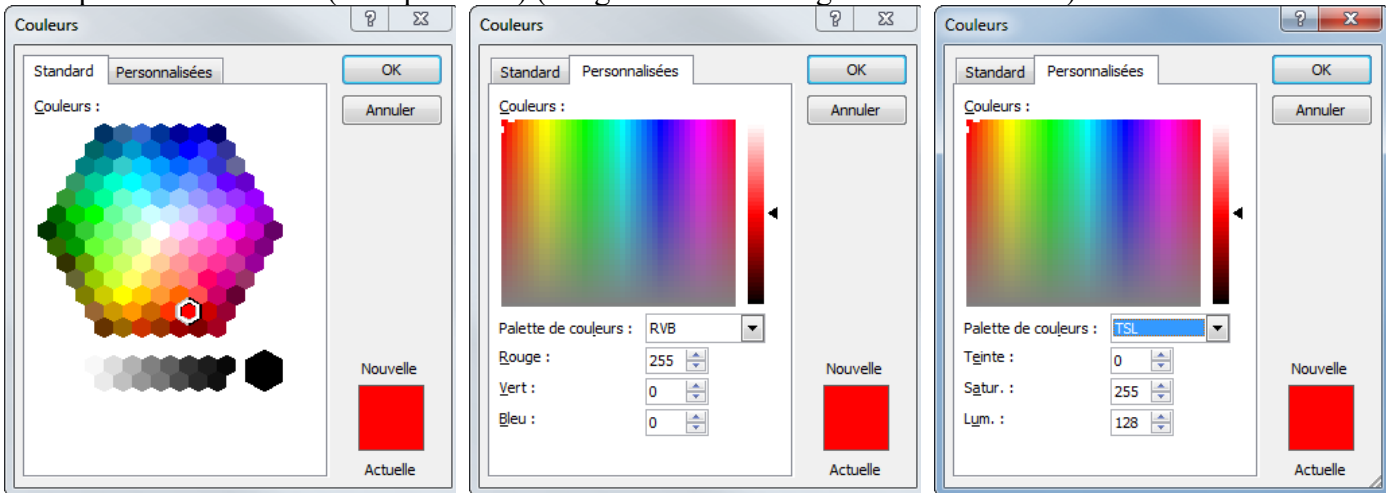 Couleurs
Standard Personnalisées
OK
Annuler
Couleurs :
Nouvelle
Actuelle
Couleurs
Standard Personnalisées
OK
Annuler
Couleurs :
Palette de couleurs : RVB
Rouge : 255
Vert : 0
Bleu : 0
Nouvelle
Actuelle
Couleurs
Standard Personnalisées
OK
Annuler
Couleurs :
Palette de couleurs : TSL
Teinte : 0
Satur. : 255
Lum. : 128
Nouvelle
Actuelle